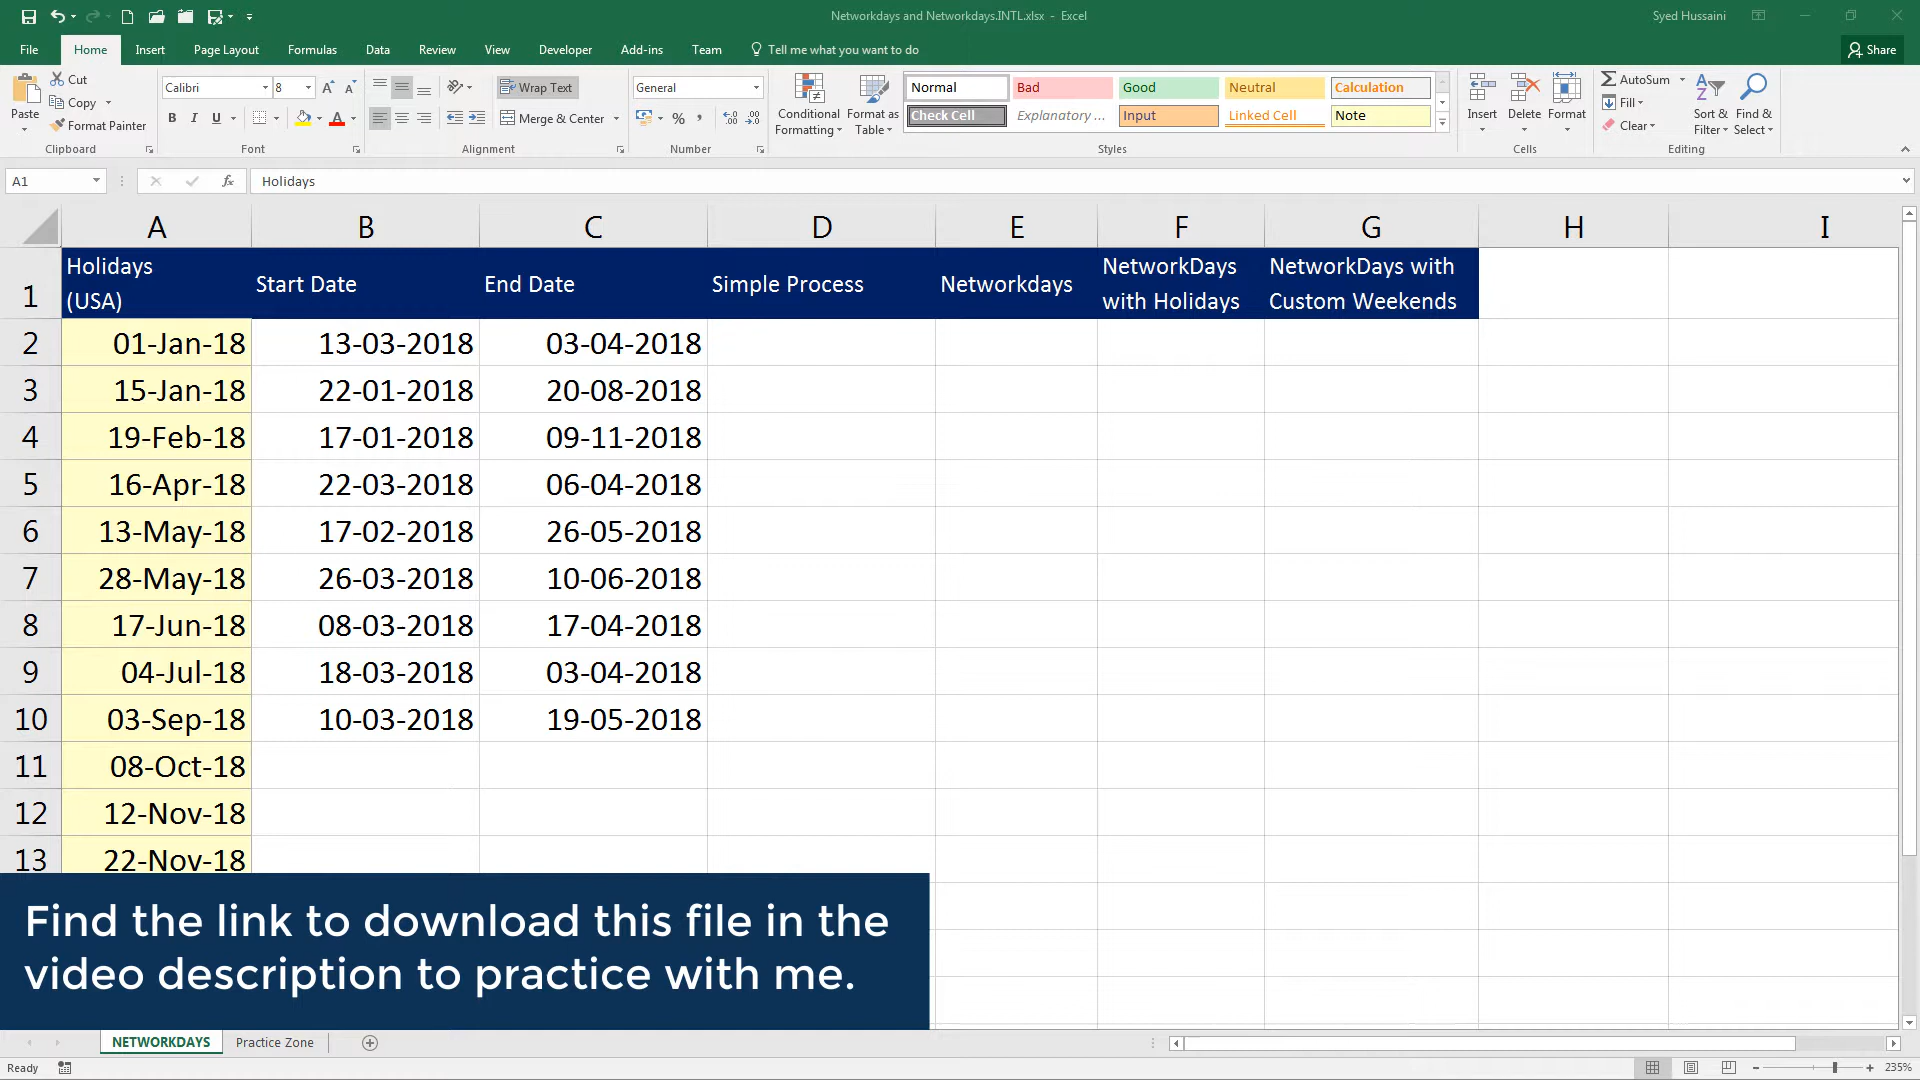 Networkdays and Networkdays.INTL.xlsx - Excel
Syed Hussaini
File Home Insert Page Layout Formulas Data Review View Developer Add-ins Team Tell me what you want to do Share
Paste Cut Copy Format Painter Clipboard
Calibri 8 B I U Font
Wrap Text Merge & Center Alignment
General % Number
Conditional Formatting Format as Table
Normal Bad Good Neutral Calculation
Check Cell Explanatory ... Input Linked Cell Note
Styles
Insert Delete Format Cells
AutoSum Fill Clear Sort & Filter Find & Select Editing
A1 fx Holidays
A B C D E F G H I
1 Holidays (USA) Start Date End Date Simple Process Networkdays NetworkDays with Holidays NetworkDays with Custom Weekends
2 01-Jan-18 13-03-2018 03-04-2018
3 15-Jan-18 22-01-2018 20-08-2018
4 19-Feb-18 17-01-2018 09-11-2018
5 16-Apr-18 22-03-2018 06-04-2018
6 13-May-18 17-02-2018 26-05-2018
7 28-May-18 26-03-2018 10-06-2018
8 17-Jun-18 08-03-2018 17-04-2018
9 04-Jul-18 18-03-2018 03-04-2018
10 03-Sep-18 10-03-2018 19-05-2018
11 08-Oct-18
12 12-Nov-18
13 22-Nov-18
Find the link to download this file in the
video description to practice with me.
NETWORKDAYS Practice Zone
Ready 235%